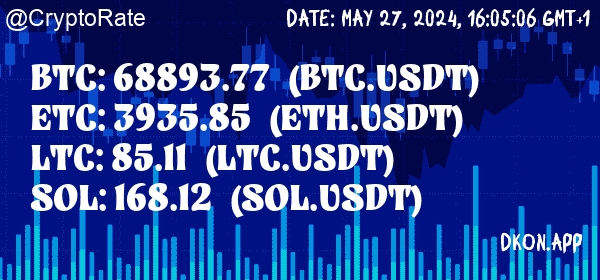 @CryptoRate
DATE: MAY 27, 2024, 16:05:06 GMT+1
BTC: 68893.77 (BTC.USDT)
ETC: 3935.85 (ETH.USDT)
LTC: 85.11 (LTC.USDT)
SOL: 168.12 (SOL.USDT)
DKON.APP